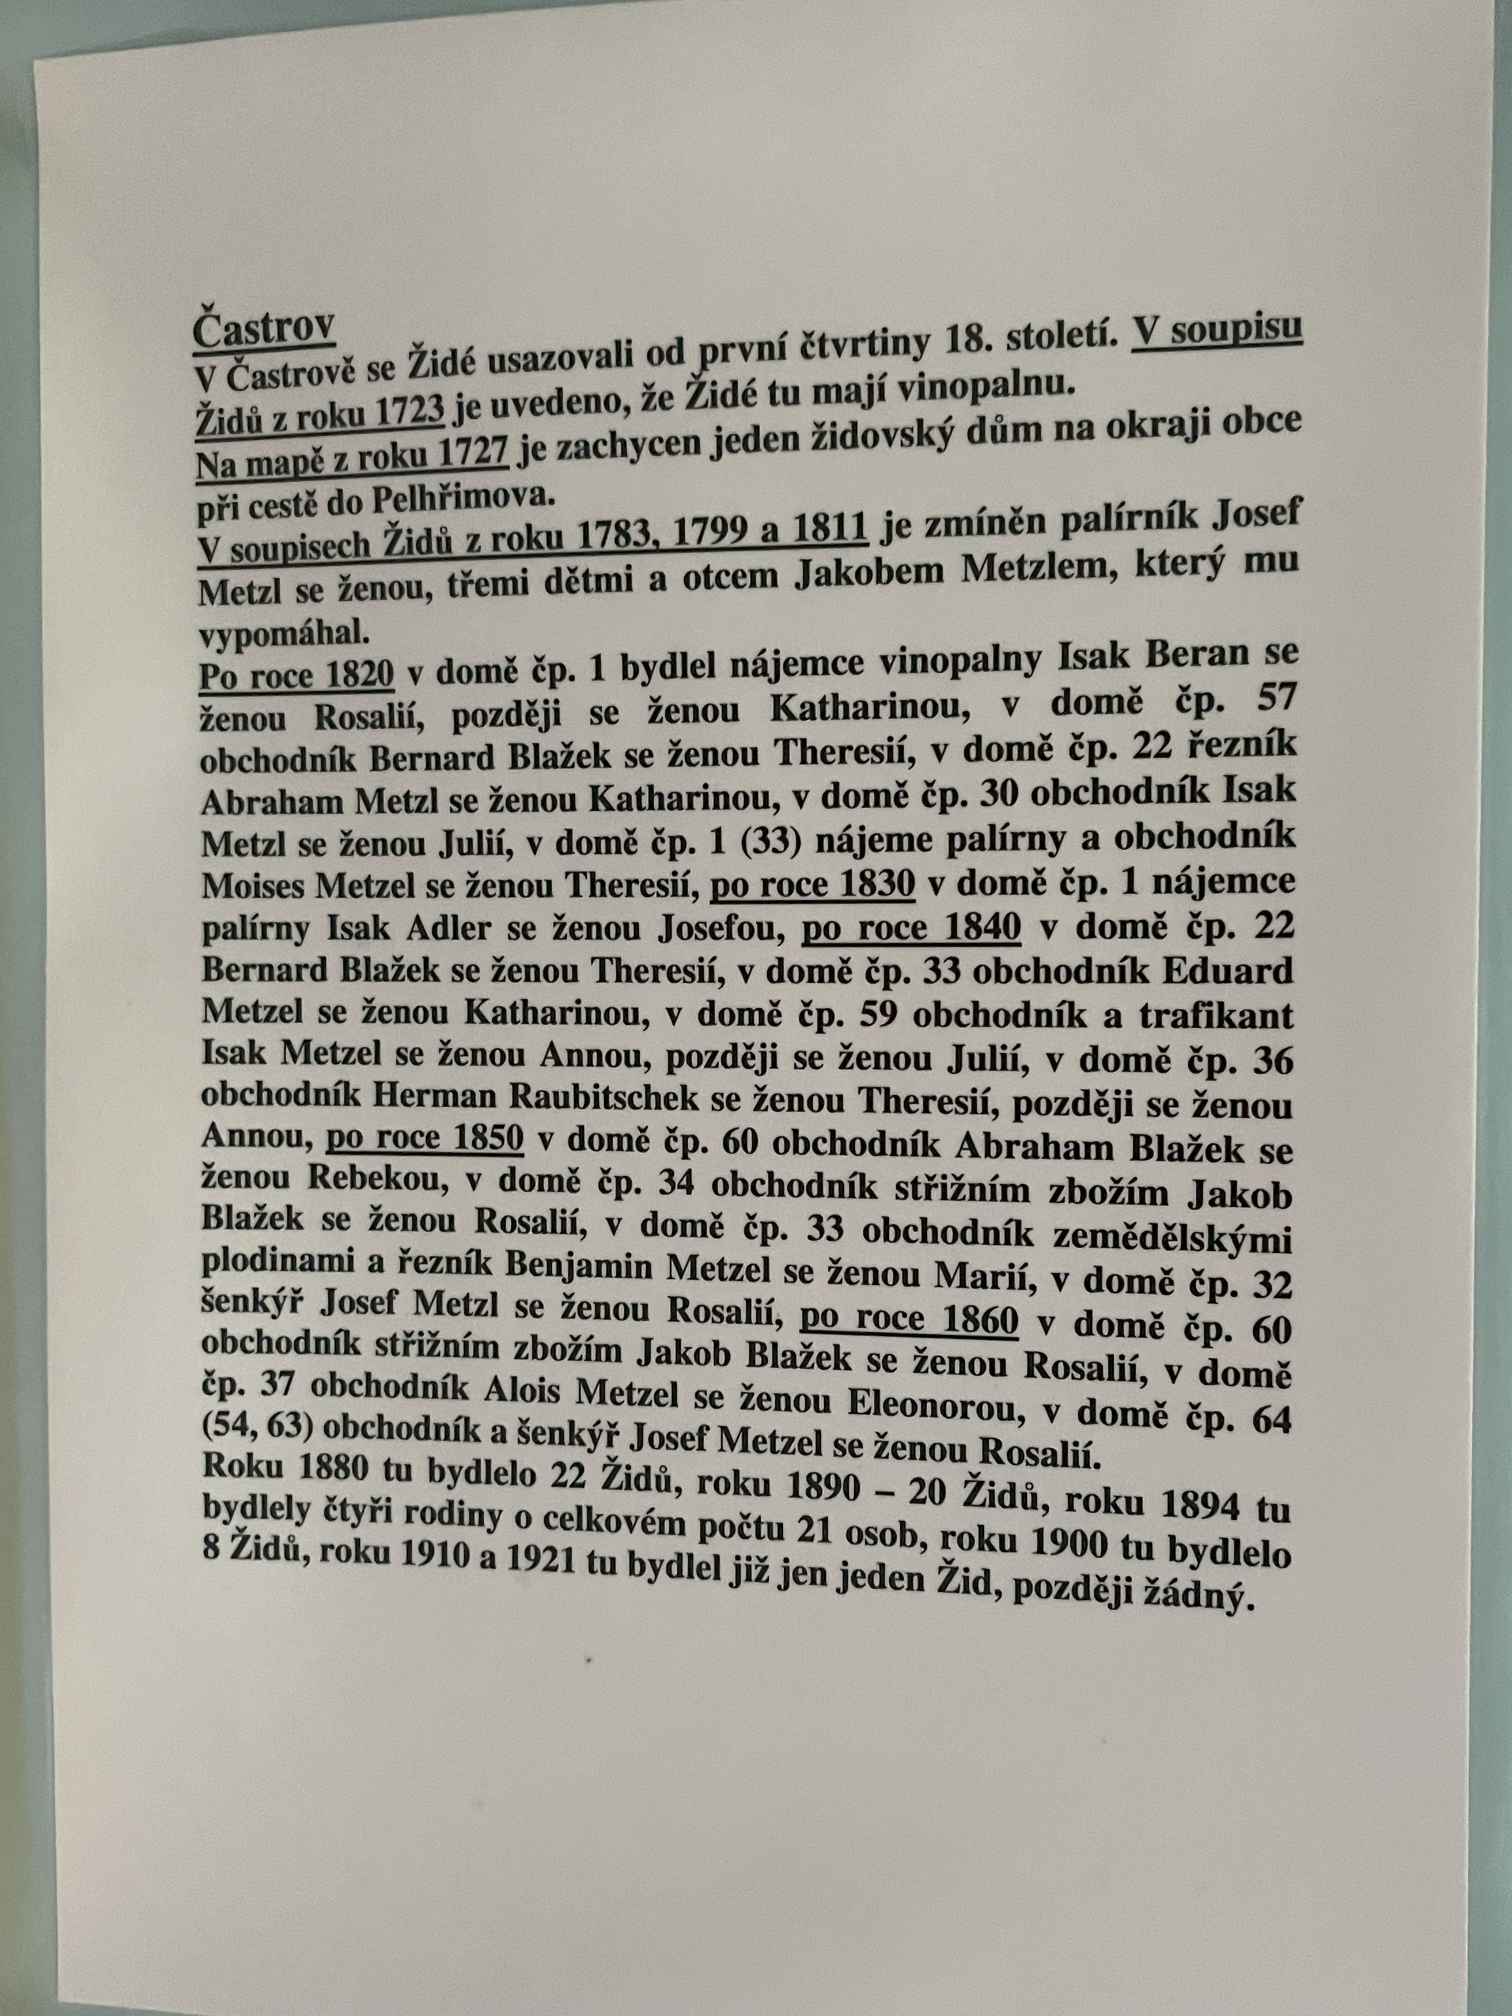 Častrov
V Častrově se Židé usazovali od první čtvrtiny 18. století. V soupisu
Židů z roku 1723 je uvedeno, že Židé tu mají vinopalnu.
Na mapě z roku 1727 je zachycen jeden židovský dům na okraji obce
při cestě do Pelhřimova.
V soupisech Židů z roku 1783, 1799 a 1811 je zmíněn palírník Josef
Metzl se ženou, třemi dětmi a otcem Jakobem Metzlem, který mu
vypomáhal.
Po roce 1820 v domě čp. 1 bydlel nájemce vinopalny Isak Beran se
ženou Rosalií, později se ženou Katharinou, v domě čp. 57
obchodník Bernard Blažek se ženou Theresií, v domě čp. 22 řezník
Abraham Metzl se ženou Katharinou, v domě čp. 30 obchodník Isak
Metzl se ženou Julií, v domě čp. 1 (33) nájeme palírny a obchodník
Moises Metzel se ženou Theresií, po roce 1830 v domě čp. 1 nájemce
palírny Isak Adler se ženou Josefou, po roce 1840 v domě čp. 22
Bernard Blažek se ženou Theresií, v domě čp. 33 obchodník Eduard
Metzel se ženou Katharinou, v domě čp. 59 obchodník a trafikant
Isak Metzel se ženou Annou, později se ženou Julií, v domě čp. 36
obchodník Herman Raubitschek se ženou Theresií, později se ženou
Annou, po roce 1850 v domě čp. 60 obchodník Abraham Blažek se
ženou Rebekou, v domě čp. 34 obchodník střižním zbožím Jakob
Blažek se ženou Rosalií, v domě čp. 33 obchodník zemědělskými
plodinami a řezník Benjamin Metzel se ženou Marií, v domě čp. 32
šenkýř Josef Metzl se ženou Rosalií, po roce 1860 v domě čp. 60
obchodník střižním zbožím Jakob Blažek se ženou Rosalií, v domě
čp. 37 obchodník Alois Metzel se ženou Eleonorou, v domě čp. 64
(54, 63) obchodník a šenkýř Josef Metzel se ženou Rosalií.
Roku 1880 tu bydlelo 22 Židů, roku 1890 – 20 Židů, roku 1894 tu
bydlely čtyři rodiny o celkovém počtu 21 osob, roku 1900 tu bydlelo
8 Židů, roku 1910 a 1921 tu bydlel již jen jeden Žid, později žádný.